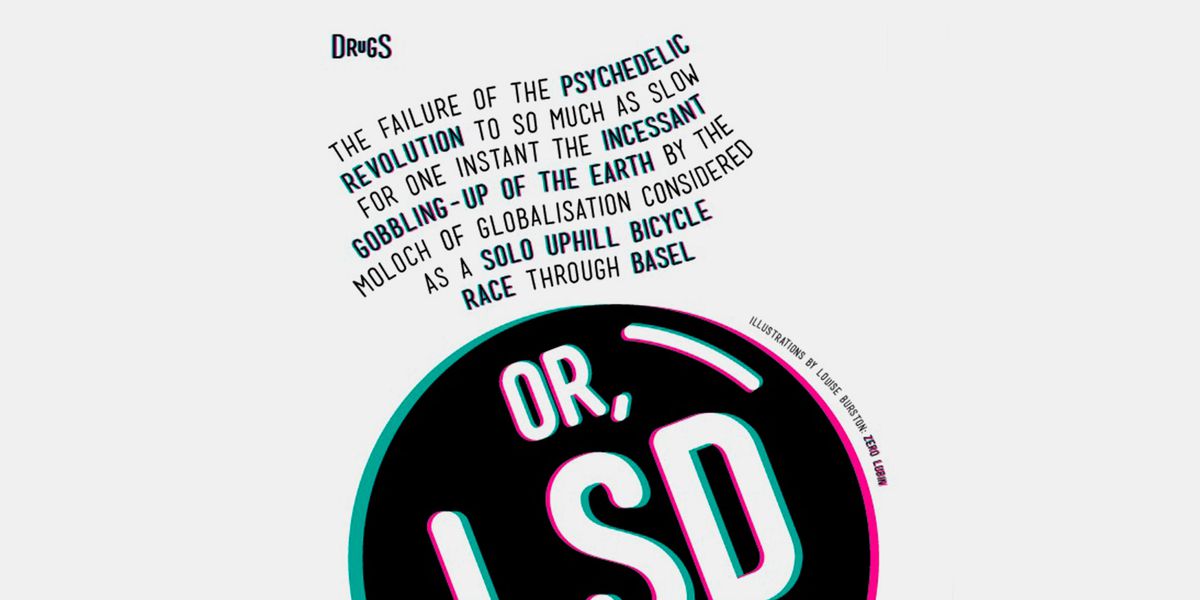 DRuGS
THE FAILURE OF THE PSYCHEDELIC
REVOLUTION TO SO MUCH AS SLOW
FOR ONE INSTANT THE INCESSANT
GOBBLING-UP OF THE EARTH BY THE
MOLOCH OF GLOBALISATION CONSIDERED
AS A SOLO UPHILL BICYCLE
RACE THROUGH BASEL
ILLUSTRATIONS BY LOUISE BURSTON: ZERO LUBIN
OR,
LSD